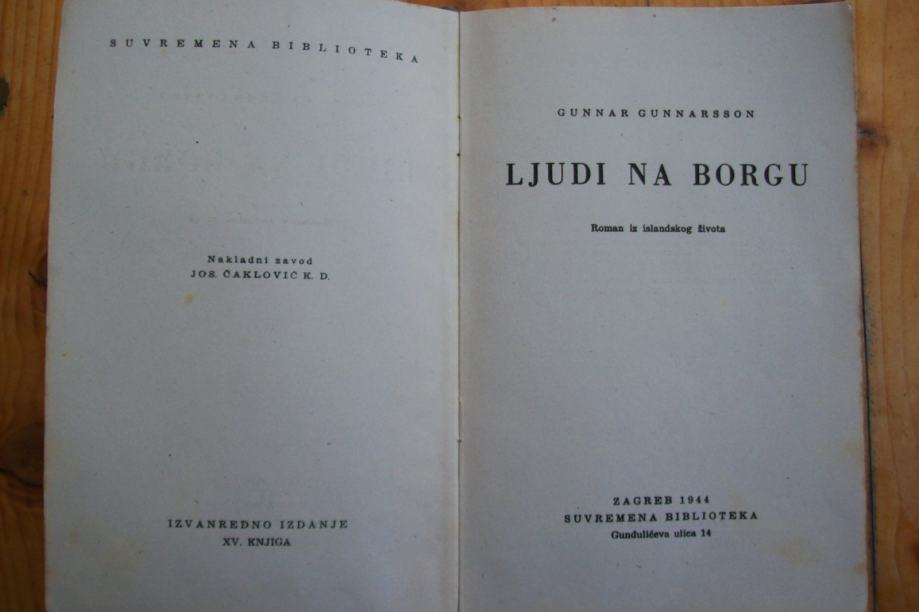 SUVREMENA BIBLIOTEKA
Nakladni zavod
JOS. ČAKLOVIĆ K. D.
IZVANREDNO IZDANJE
XV. KNJIGA
GUNNAR GUNNARSSON
LJUDI NA BORGU
Roman iz islandskog života
ZAGREB 1944
SUVREMENA BIBLIOTEKA
Gundulićeva ulica 14